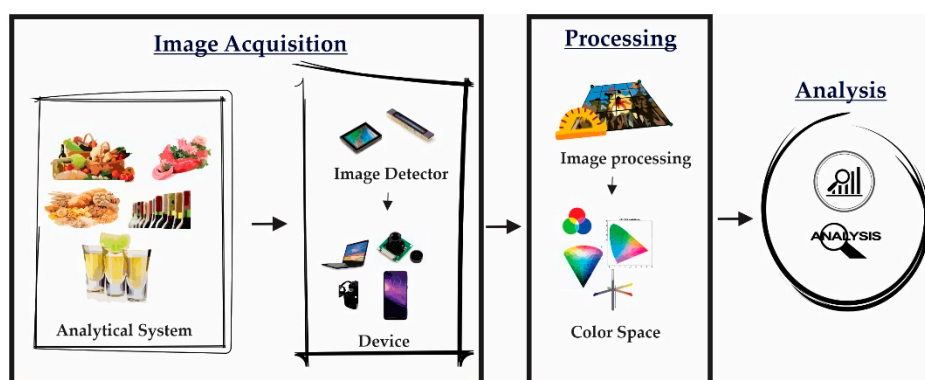 Image Acquisition
Analytical System
Image Detector
Device
Processing
Image processing
Color Space
Analysis
ANALYSIS